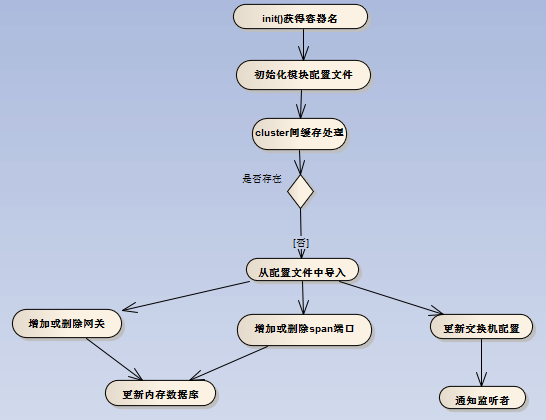 init()获得容器名
初始化模块配置文件
cluster间缓存处理
是否存在
[否]
从配置文件中导入
增加或删除网关
增加或删除span端口
更新交换机配置
更新内存数据库
通知监听者